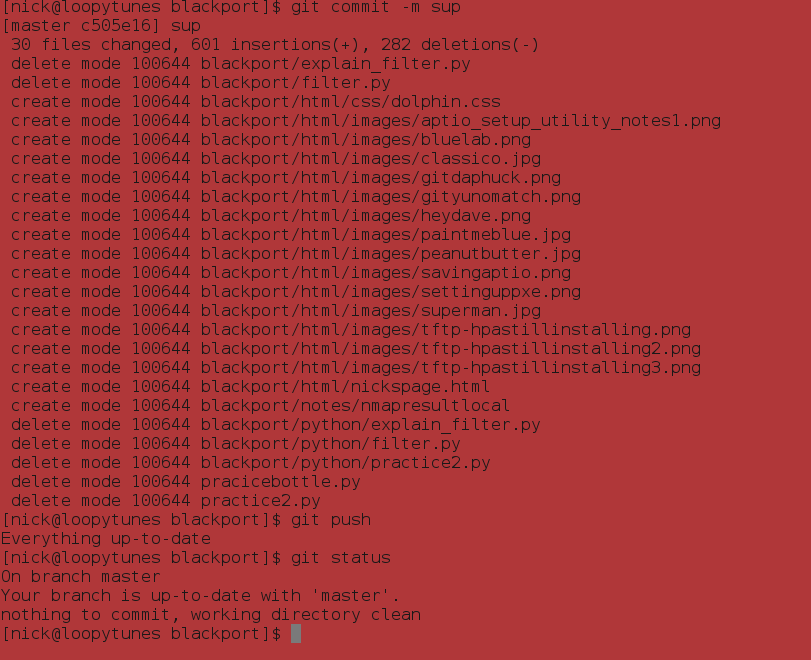 [nick@loopytunes blackport]$ git commit -m sup
[master c505e16] sup
 30 files changed, 601 insertions(+), 282 deletions(-)
 delete mode 100644 blackport/explain_filter.py
 delete mode 100644 blackport/filter.py
 create mode 100644 blackport/html/css/dolphin.css
 create mode 100644 blackport/html/images/aptio_setup_utility_notes1.png
 create mode 100644 blackport/html/images/bluelab.png
 create mode 100644 blackport/html/images/classico.jpg
 create mode 100644 blackport/html/images/gitdaphuck.png
 create mode 100644 blackport/html/images/gityunomatch.png
 create mode 100644 blackport/html/images/heydave.png
 create mode 100644 blackport/html/images/paintmeblue.jpg
 create mode 100644 blackport/html/images/peanutbutter.jpg
 create mode 100644 blackport/html/images/savingaptio.png
 create mode 100644 blackport/html/images/settinguppxe.png
 create mode 100644 blackport/html/images/superman.jpg
 create mode 100644 blackport/html/images/tftp-hpastillinstalling.png
 create mode 100644 blackport/html/images/tftp-hpastillinstalling2.png
 create mode 100644 blackport/html/images/tftp-hpastillinstalling3.png
 create mode 100644 blackport/html/nickspage.html
 create mode 100644 blackport/notes/nmapresultlocal
 delete mode 100644 blackport/python/explain_filter.py
 delete mode 100644 blackport/python/filter.py
 delete mode 100644 blackport/python/practice2.py
 delete mode 100644 pracicebottle.py
 delete mode 100644 practice2.py
[nick@loopytunes blackport]$ git push
Everything up-to-date
[nick@loopytunes blackport]$ git status
On branch master
Your branch is up-to-date with 'master'.
nothing to commit, working directory clean
[nick@loopytunes blackport]$